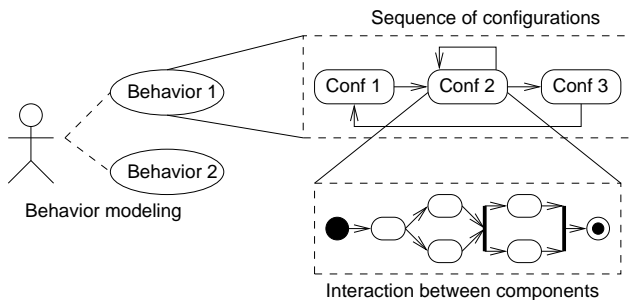 Sequence of configurations
Behavior 1
Conf 1
Conf 2
Conf 3
Behavior 2
Behavior modeling
Interaction between components